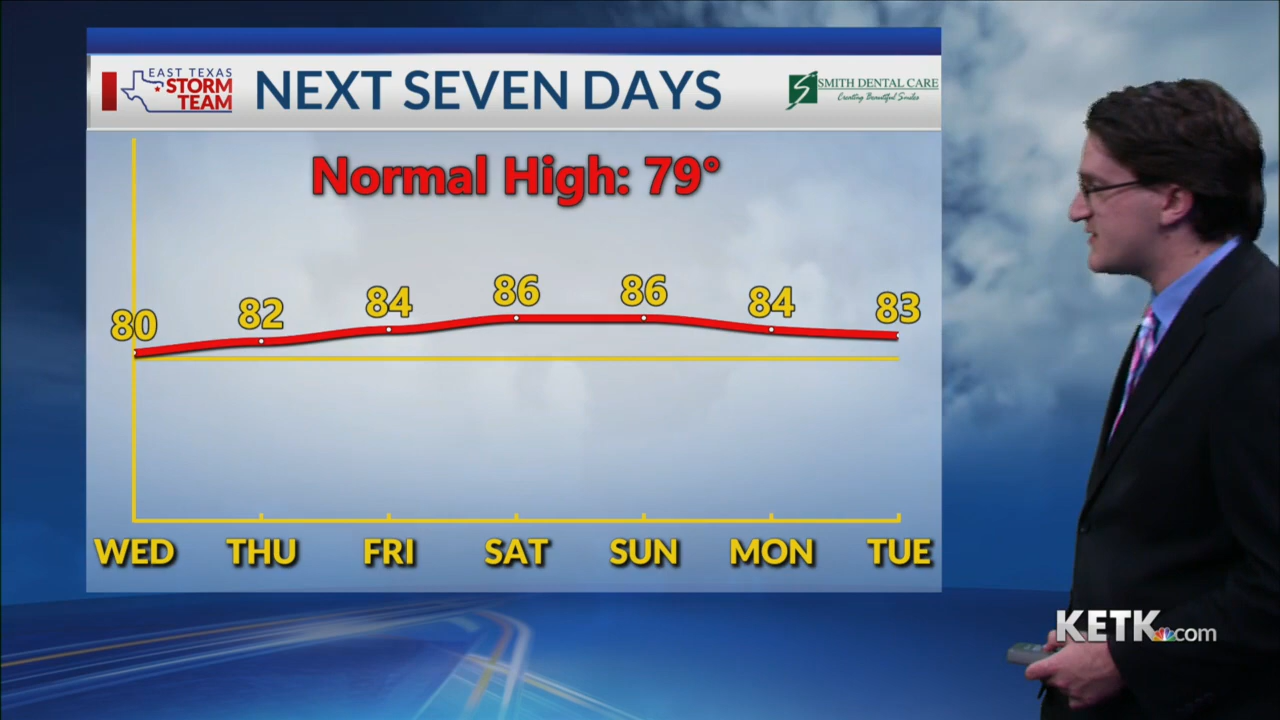 EAST TEXAS
STORM
TEAM
NEXT SEVEN DAYS
SMITH DENTAL CARE
Creating Beautiful Smiles
Normal High: 79°
80 82 84 86 86 84 83
WED THU FRI SAT SUN MON TUE
KETK.com